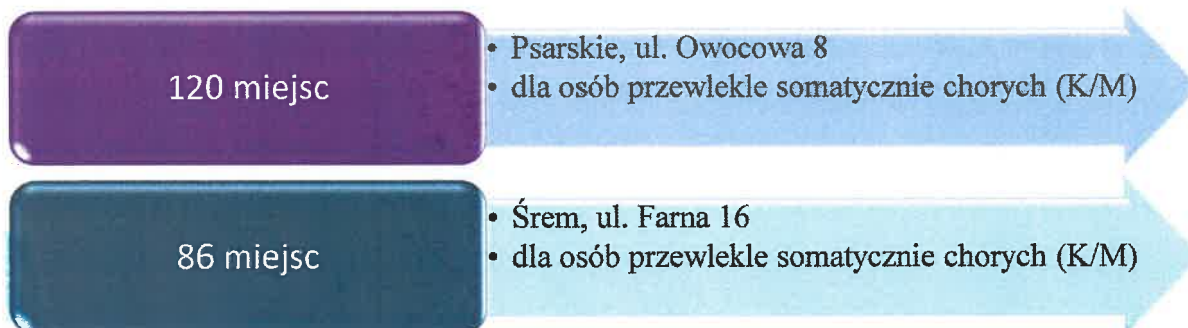 120 miejsc
• Psarskie, ul. Owocowa 8
• dla osób przewlekle somatycznie chorych (K/M)
86 miejsc
• Śrem, ul. Farna 16
• dla osób przewlekle somatycznie chorych (K/M)